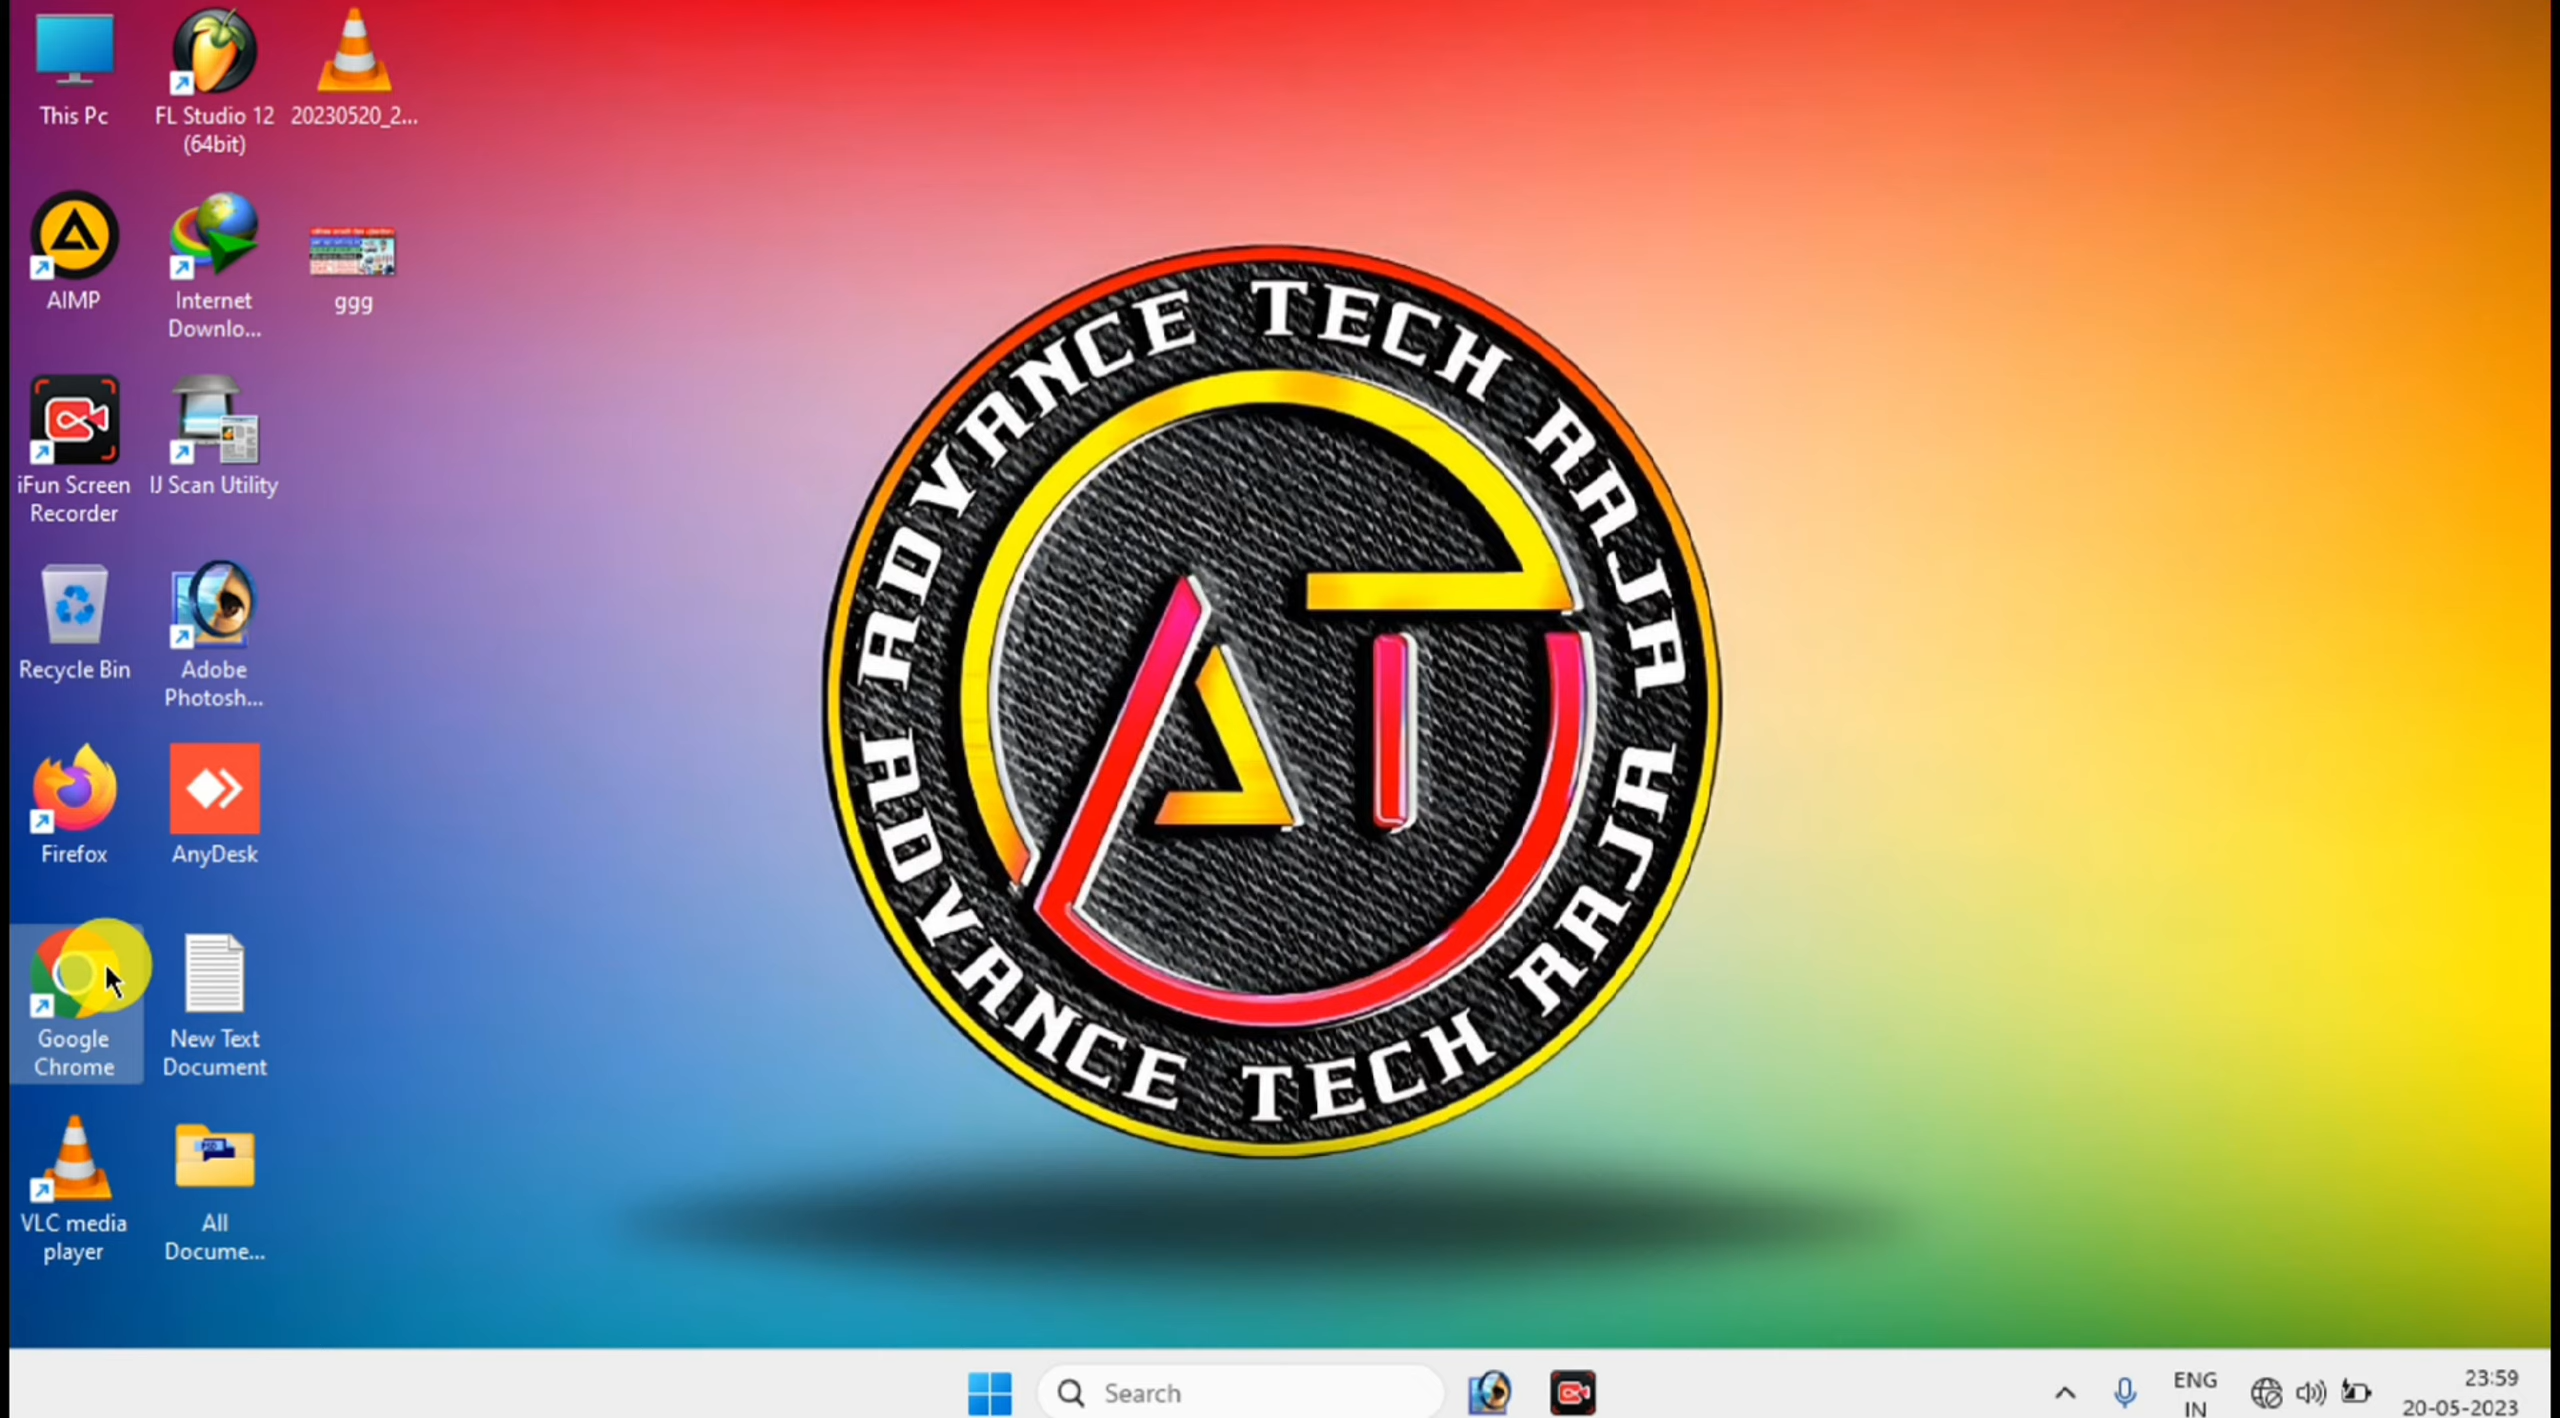 This Pc
FL Studio 12
(64bit)
20230520_2...
AIMP
Internet
Downlo...
ggg
iFun Screen
Recorder
IJ Scan Utility
Recycle Bin
Adobe
Photosh...
Firefox
AnyDesk
Google
Chrome
New Text
Document
VLC media
player
All
Docume...
ADVANCE TECH RAJA
ADVANCE TECH RAJA
AT
Search
ENG
IN
23:59
20-05-2023